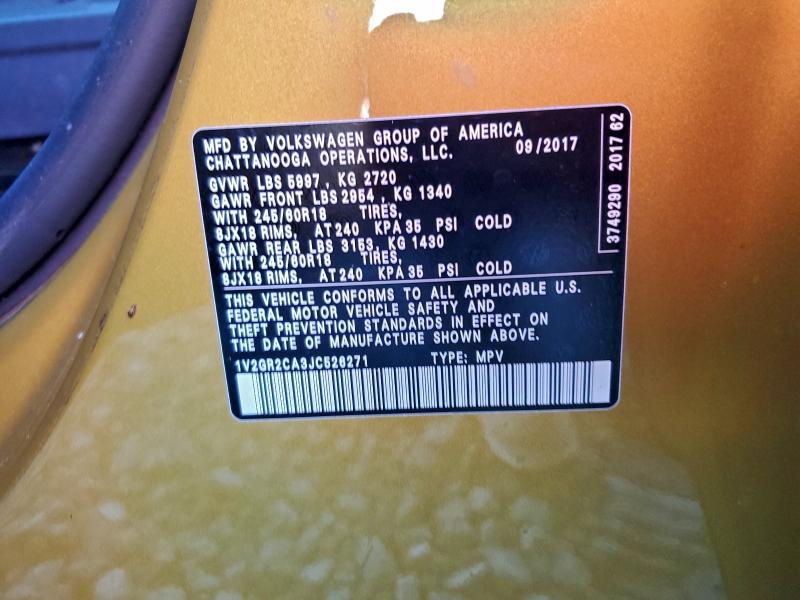 MFD BY VOLKSWAGEN GROUP OF AMERICA
CHATTANOOGA OPERATIONS, LLC. 09/2017
GVWR LBS 5997 , KG 2720
GAWR FRONT LBS 2954 , KG 1340
WITH 245/60R18 TIRES,
8JX18 RIMS, AT 240 KPA 35 PSI COLD
GAWR REAR LBS 3153, KG 1430
WITH 245/60R18 TIRES,
8JX18 RIMS, AT 240 KPA 35 PSI COLD
THIS VEHICLE CONFORMS TO ALL APPLICABLE U.S.
FEDERAL MOTOR VEHICLE SAFETY AND
THEFT PREVENTION STANDARDS IN EFFECT ON
THE DATE OF MANUFACTURE SHOWN ABOVE.
1V2GR2CA3JC526271 TYPE: MPV
3749290 2017 62